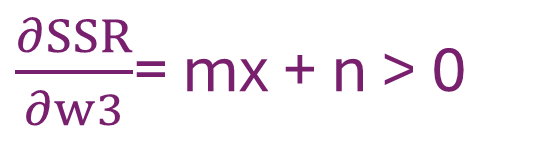 ∂SSR/∂w3 = mx + n > 0